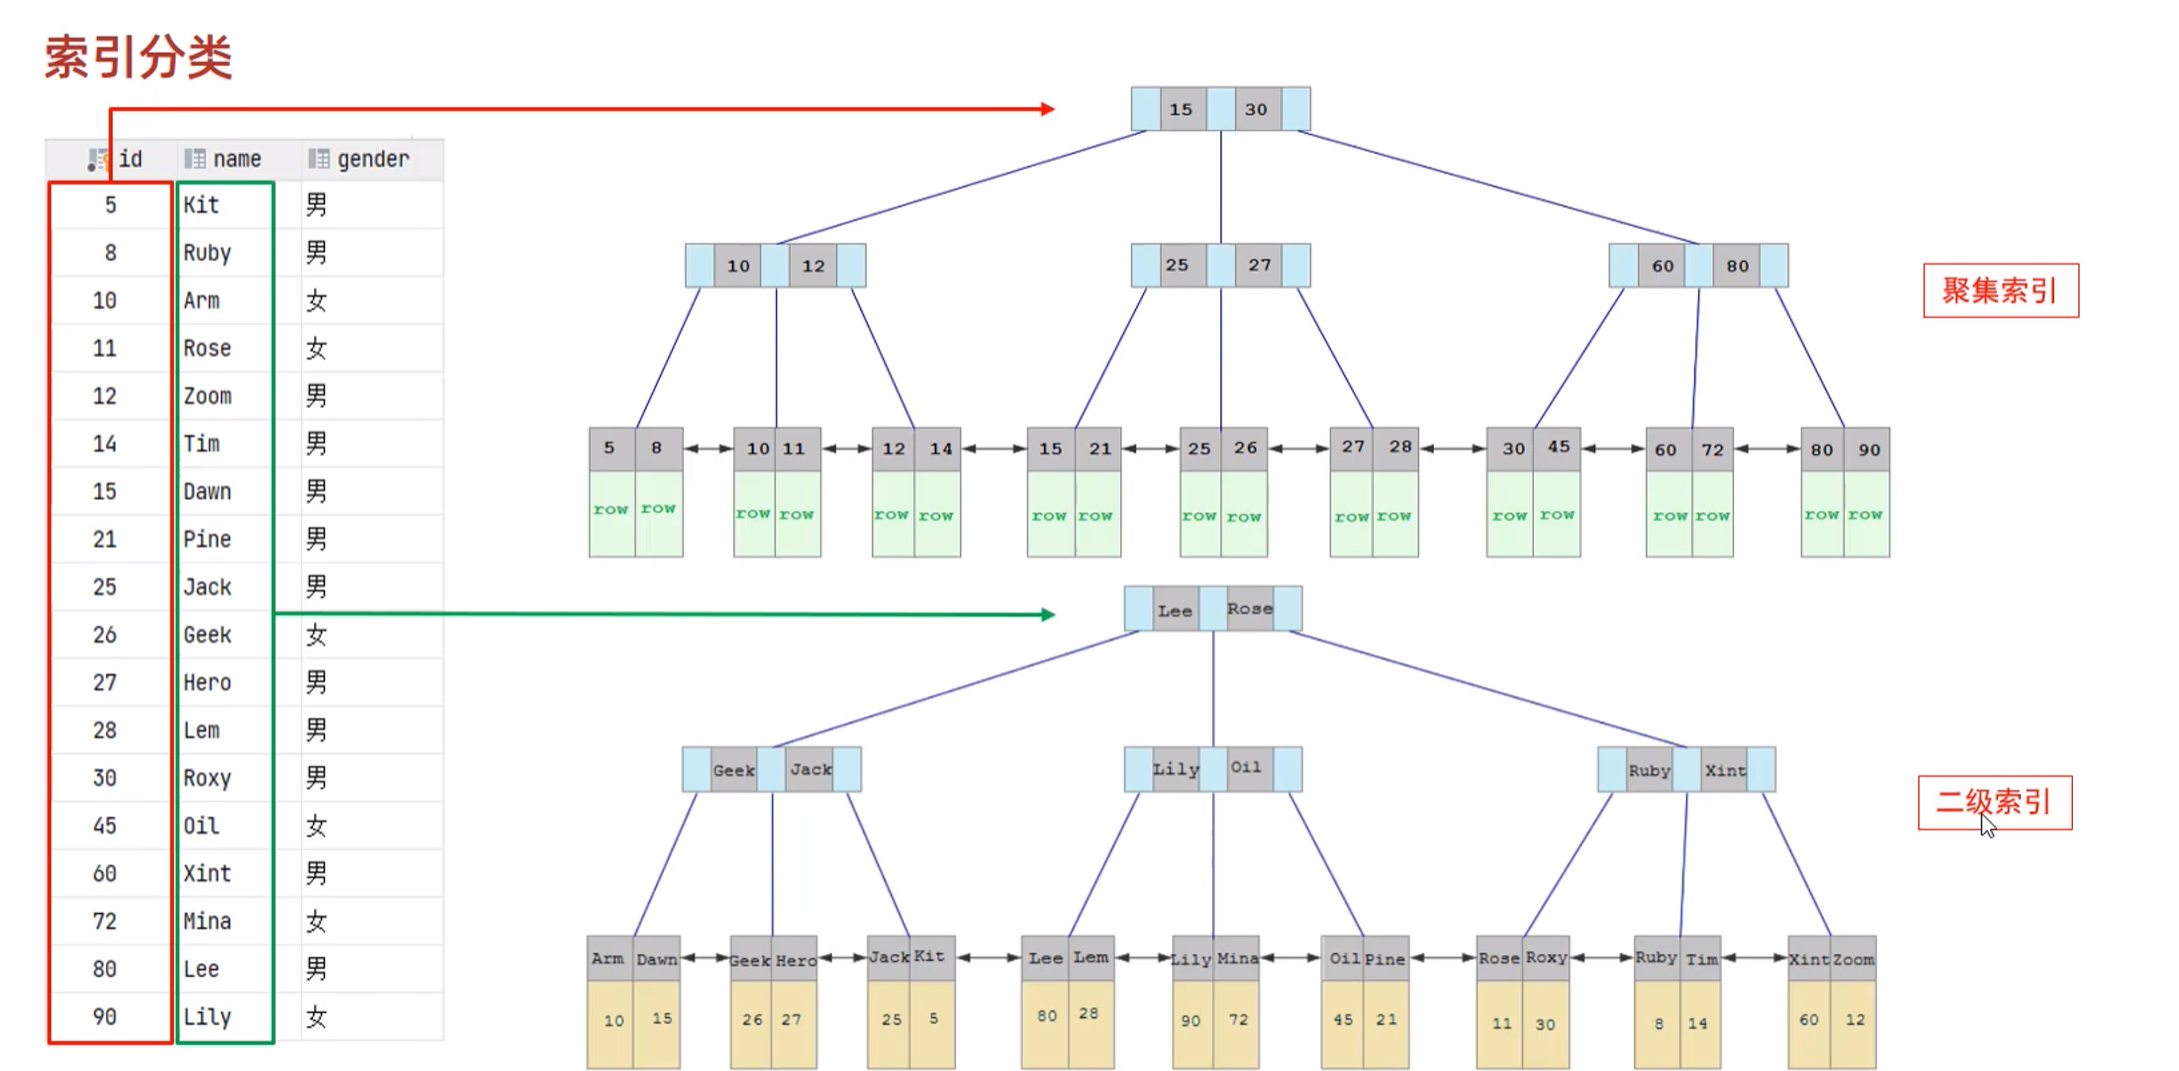 索引分类
id name gender
5 Kit 男
8 Ruby 男
10 Arm 女
11 Rose 女
12 Zoom 男
14 Tim 男
15 Dawn 男
21 Pine 男
25 Jack 男
26 Geek 女
27 Hero 男
28 Lem 男
30 Roxy 男
45 Oil 女
60 Xint 男
72 Mina 女
80 Lee 男
90 Lily 女
15 30
10 12 25 27 60 80
聚集索引
5 8 10 11 12 14 15 21 25 26 27 28 30 45 60 72 80 90
row row row row row row row row row row row row row row row row row row
Lee Rose
Geek Jack Lily Oil Ruby Xint
二级索引
Arm Dawn Geek Hero Jack Kit Lee Lem Lily Mina Oil Pine Rose Roxy Ruby Tim Xint Zoom
10 15 26 27 25 5 80 28 90 72 45 21 11 30 8 14 60 12